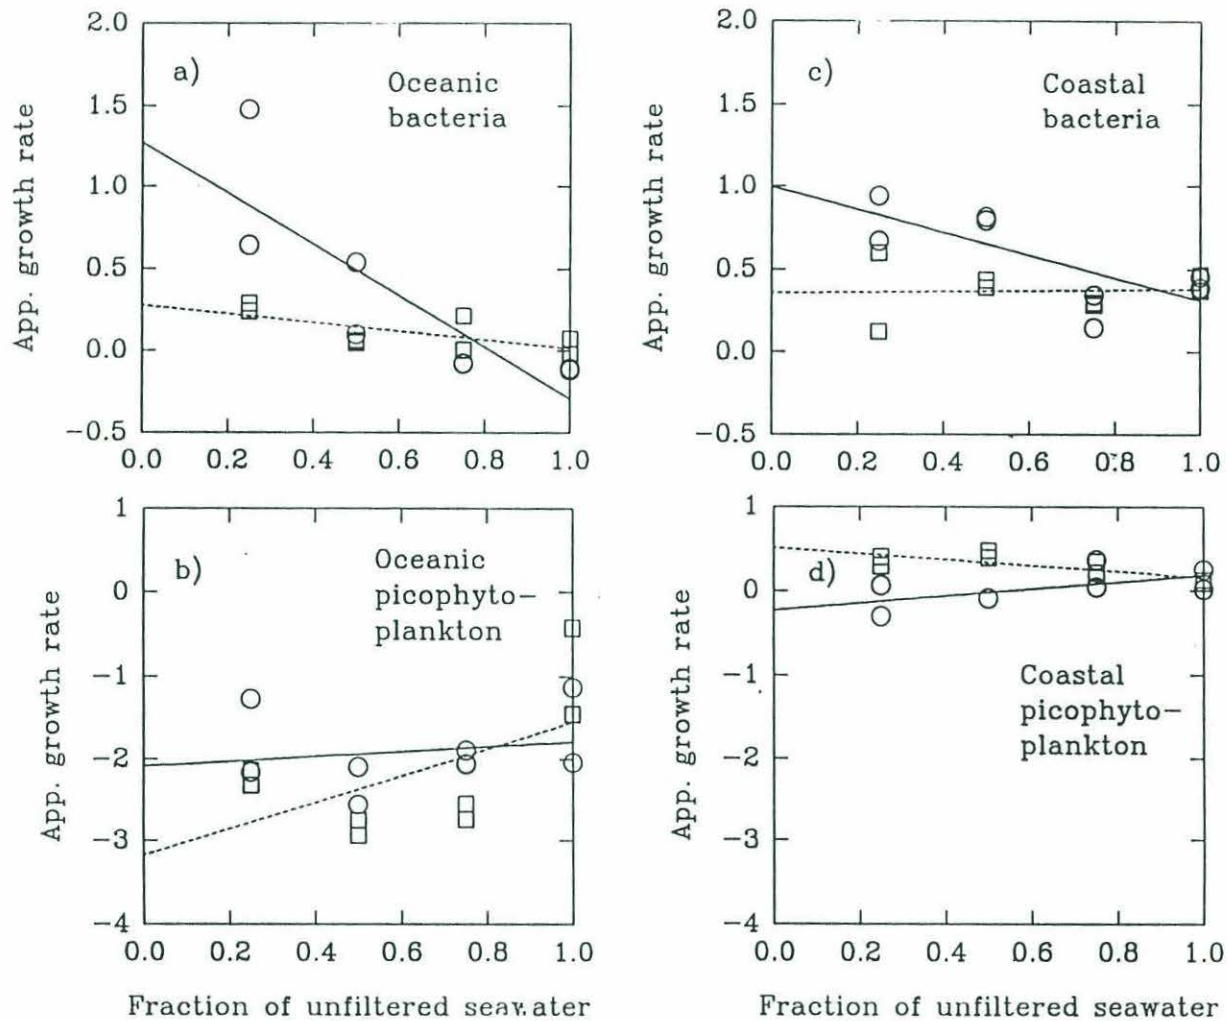 2.0
1.5
1.0
0.5
0.0
−0.5
App. growth rate
a)
Oceanic
bacteria
0.0 0.2 0.4 0.6 0.8 1.0
2.0
1.5
1.0
0.5
0.0
−0.5
App. growth rate
c)
Coastal
bacteria
0.0 0.2 0.4 0.6 0.8 1.0
1
0
−1
−2
−3
−4
App. growth rate
b)
Oceanic
picophyto−
plankton
0.0 0.2 0.4 0.6 0.8 1.0
Fraction of unfiltered seawater
1
0
−1
−2
−3
−4
App. growth rate
d)
Coastal
picophyto−
plankton
0.0 0.2 0.4 0.6 0.8 1.0
Fraction of unfiltered seawater